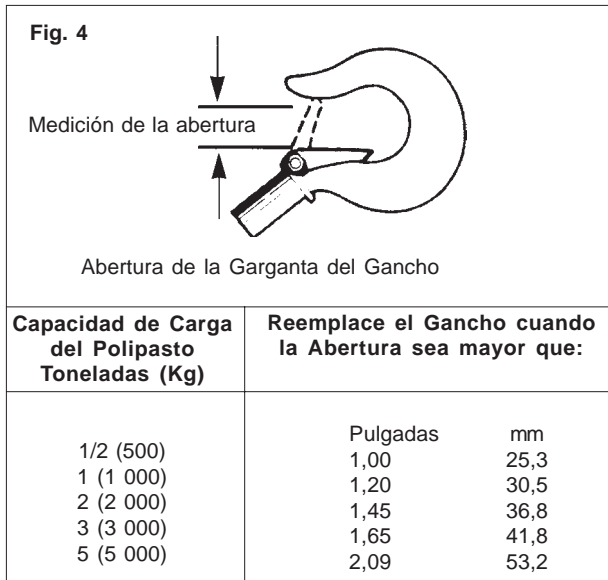 Fig. 4
Medición de la abertura
Abertura de la Garganta del Gancho
Capacidad de Carga
del Polipasto
Toneladas (Kg)
Reemplace el Gancho cuando
la Abertura sea mayor que:
1/2 (500)
1 (1 000)
2 (2 000)
3 (3 000)
5 (5 000)
Pulgadas mm
1,00 25,3
1,20 30,5
1,45 36,8
1,65 41,8
2,09 53,2